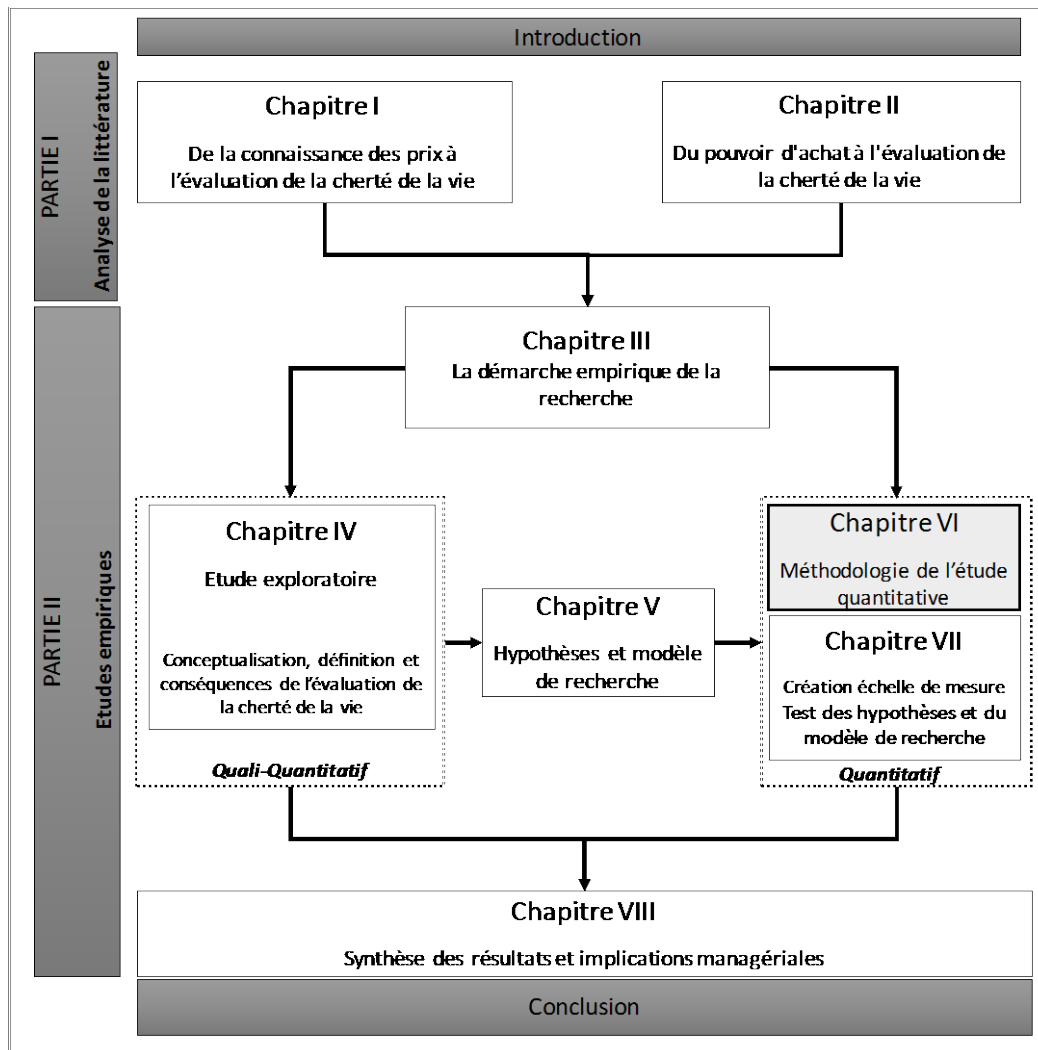 Introduction
PARTIE I
Analyse de la littérature
Chapitre I
De la connaissance des prix à
l’évaluation de la cherté de la vie
Chapitre II
Du pouvoir d'achat à l'évaluation de
la cherté de la vie
PARTIE II
Etudes empiriques
Chapitre III
La démarche empirique de la
recherche
Chapitre IV
Etude exploratoire
Conceptualisation, définition et
conséquences de l’évaluation de
la cherté de la vie
Quali-Quantitatif
Chapitre V
Hypothèses et modèle
de recherche
Chapitre VI
Méthodologie de l’étude
quantitative
Chapitre VII
Création échelle de mesure
Test des hypothèses et du
modèle de recherche
Quantitatif
Chapitre VIII
Synthèse des résultats et implications managériales
Conclusion